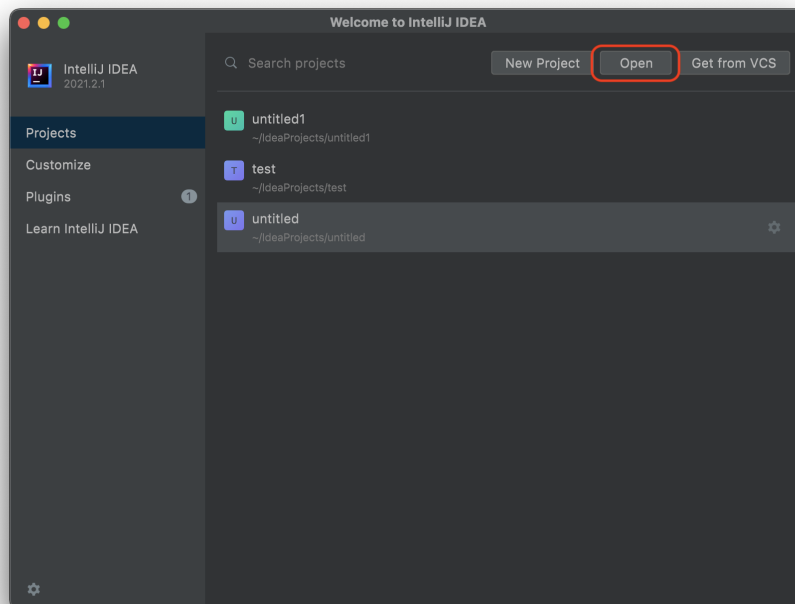 Welcome to IntelliJ IDEA
IJ
IntelliJ IDEA
2021.2.1
Search projects
New Project
Open
Get from VCS
Projects
Customize
Plugins
1
Learn IntelliJ IDEA
U
untitled1
~/IdeaProjects/untitled1
T
test
~/IdeaProjects/test
U
untitled
~/IdeaProjects/untitled